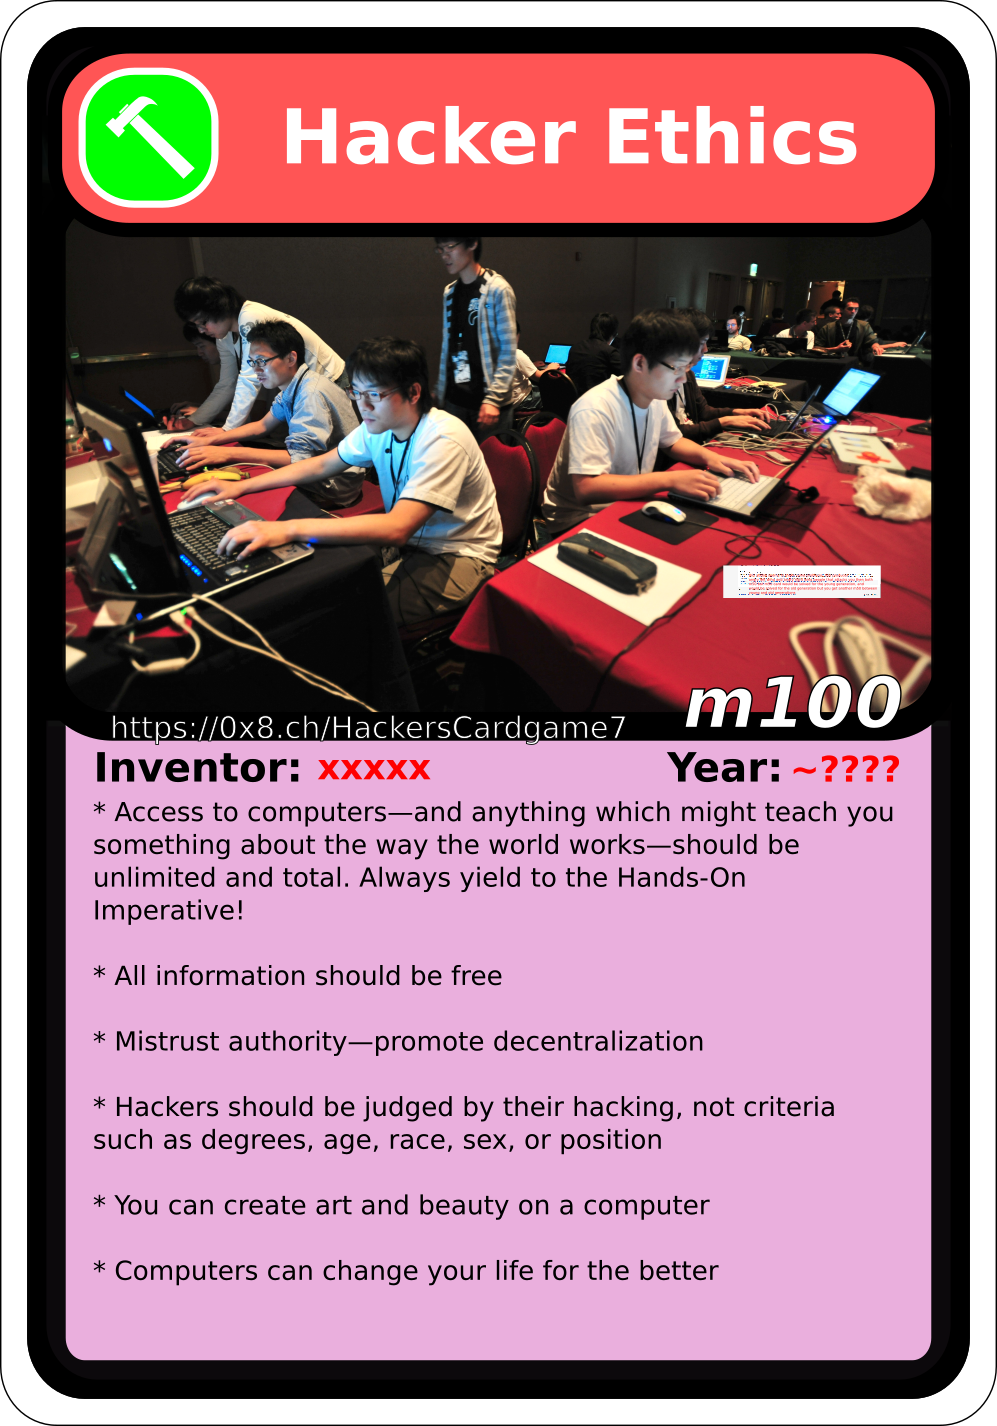 Hacker Ethics
https://0x8.ch/HackersCardgame7
m100
Inventor: xxxxx
Year: ~????
* Access to computers—and anything which might teach you
something about the way the world works—should be
unlimited and total. Always yield to the Hands-On
Imperative!
* All information should be free
* Mistrust authority—promote decentralization
* Hackers should be judged by their hacking, not criteria
such as degrees, age, race, sex, or position
* You can create art and beauty on a computer
* Computers can change your life for the better